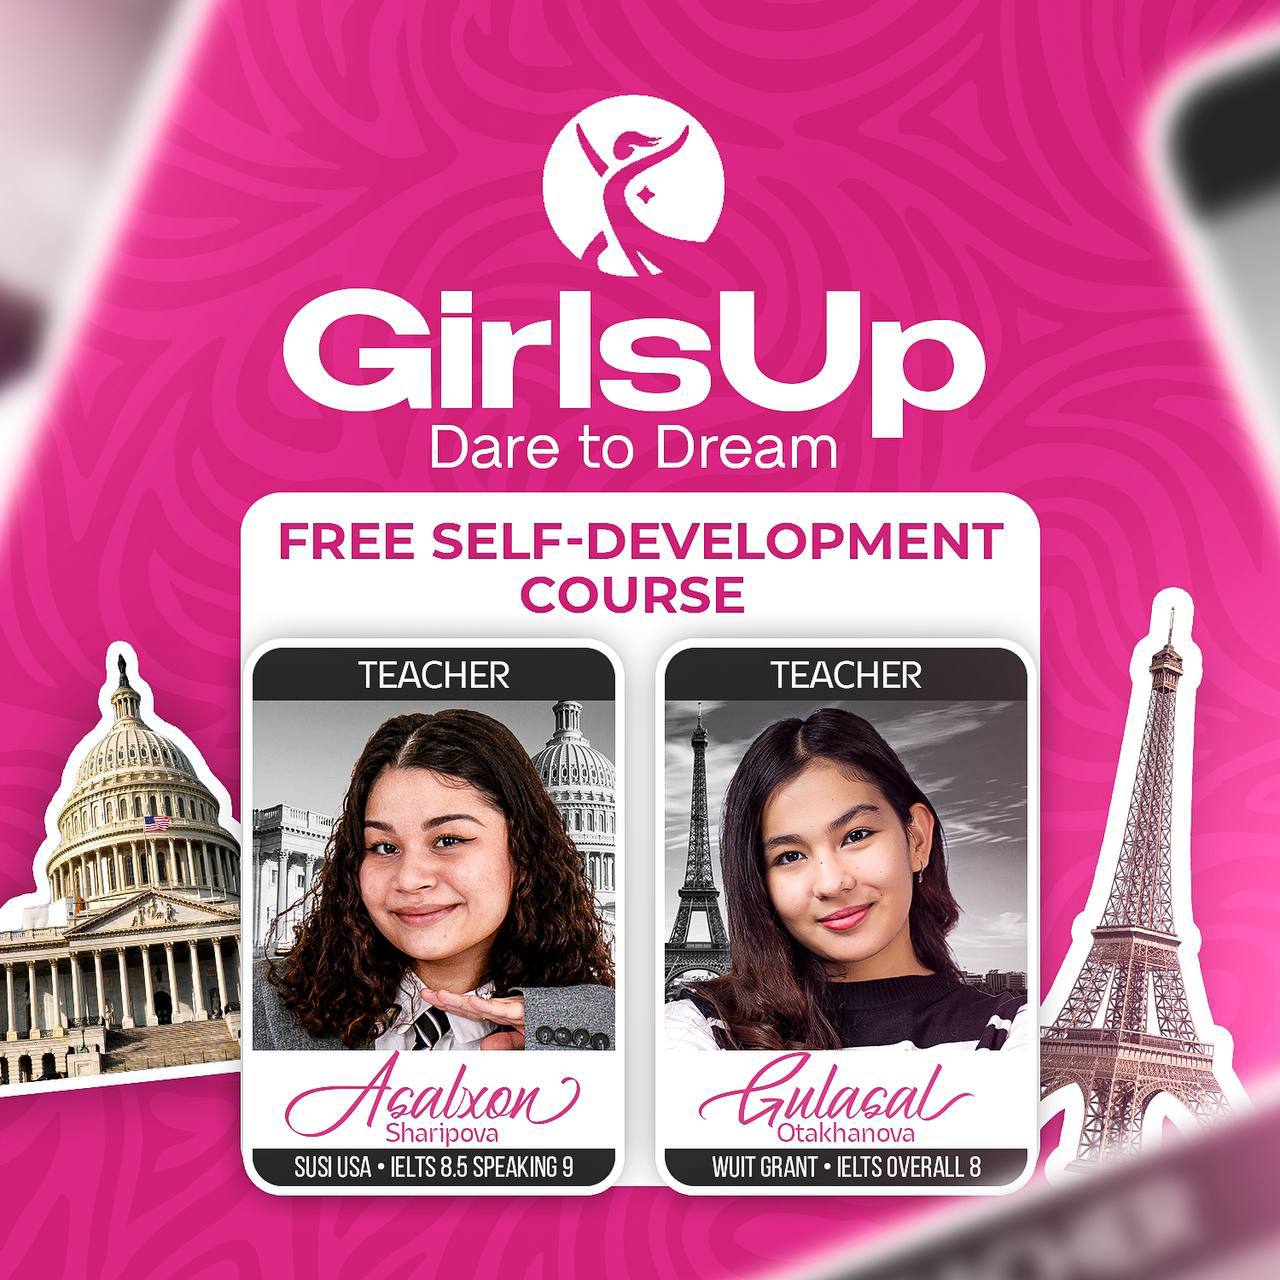 GirlsUp
Dare to Dream
FREE SELF-DEVELOPMENT
COURSE
TEACHER
Asalxon
Sharipova
SUSI USA • IELTS 8.5 SPEAKING 9
TEACHER
Gulasal
Otakhanova
WUIT GRANT • IELTS OVERALL 8